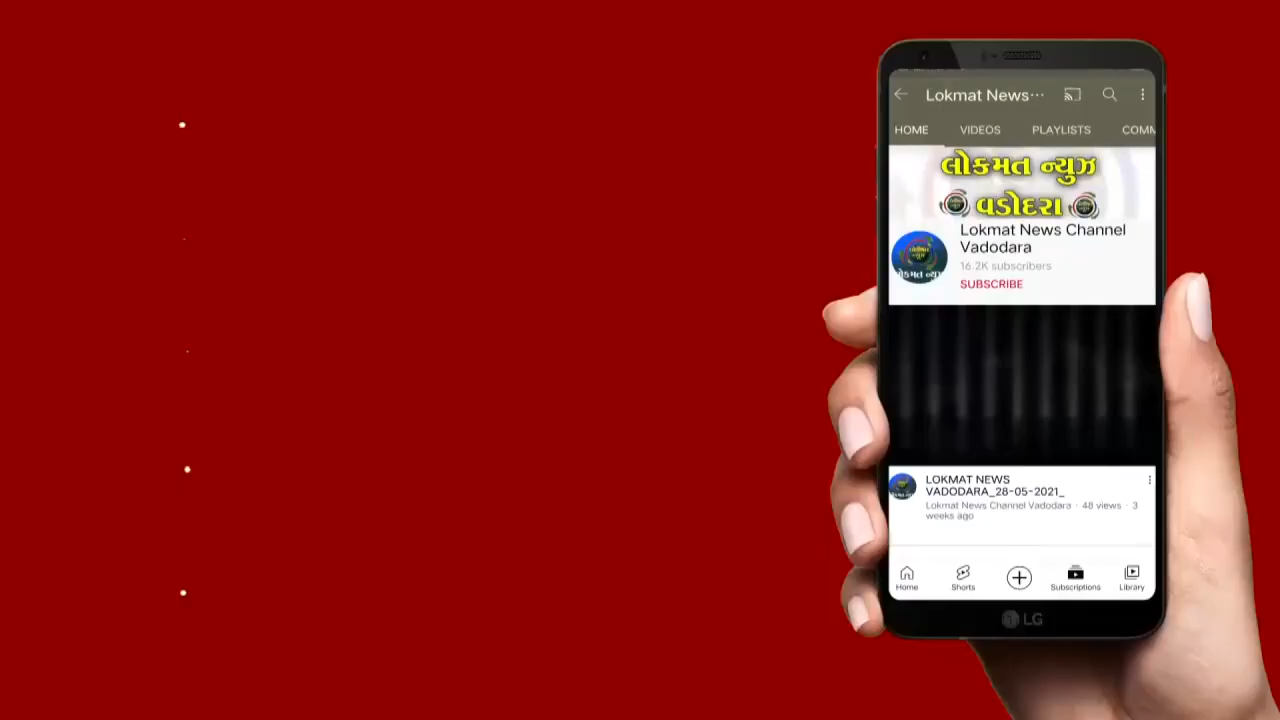 Lokmat News...
HOME VIDEOS PLAYLISTS COMM
લોકમત ન્યુઝ
વડોદરા
Lokmat News Channel
Vadodara
16.2K subscribers
SUBSCRIBE
LOKMAT NEWS
VADODARA_28-05-2021_
Lokmat News Channel Vadodara · 48 views · 3
weeks ago
Home Shorts Subscriptions Library
LG